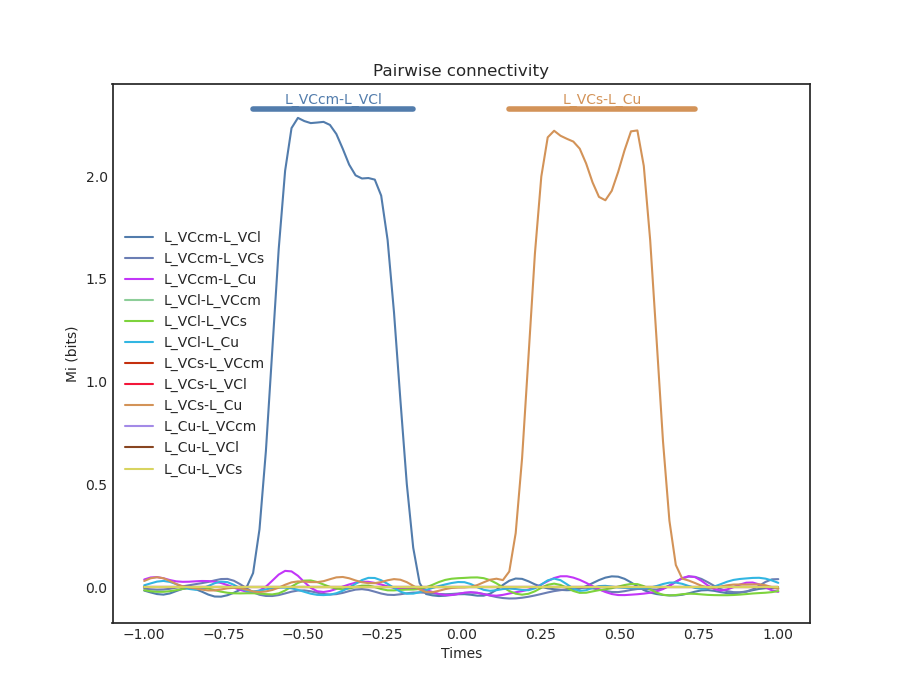 Pairwise connectivity
L_VCcm-L_VCl
L_VCs-L_Cu
2.0
1.5
1.0
0.5
0.0
Mi (bits)
L_VCcm-L_VCl
L_VCcm-L_VCs
L_VCcm-L_Cu
L_VCl-L_VCcm
L_VCl-L_VCs
L_VCl-L_Cu
L_VCs-L_VCcm
L_VCs-L_VCl
L_VCs-L_Cu
L_Cu-L_VCcm
L_Cu-L_VCl
L_Cu-L_VCs
−1.00 −0.75 −0.50 −0.25 0.00 0.25 0.50 0.75 1.00
Times